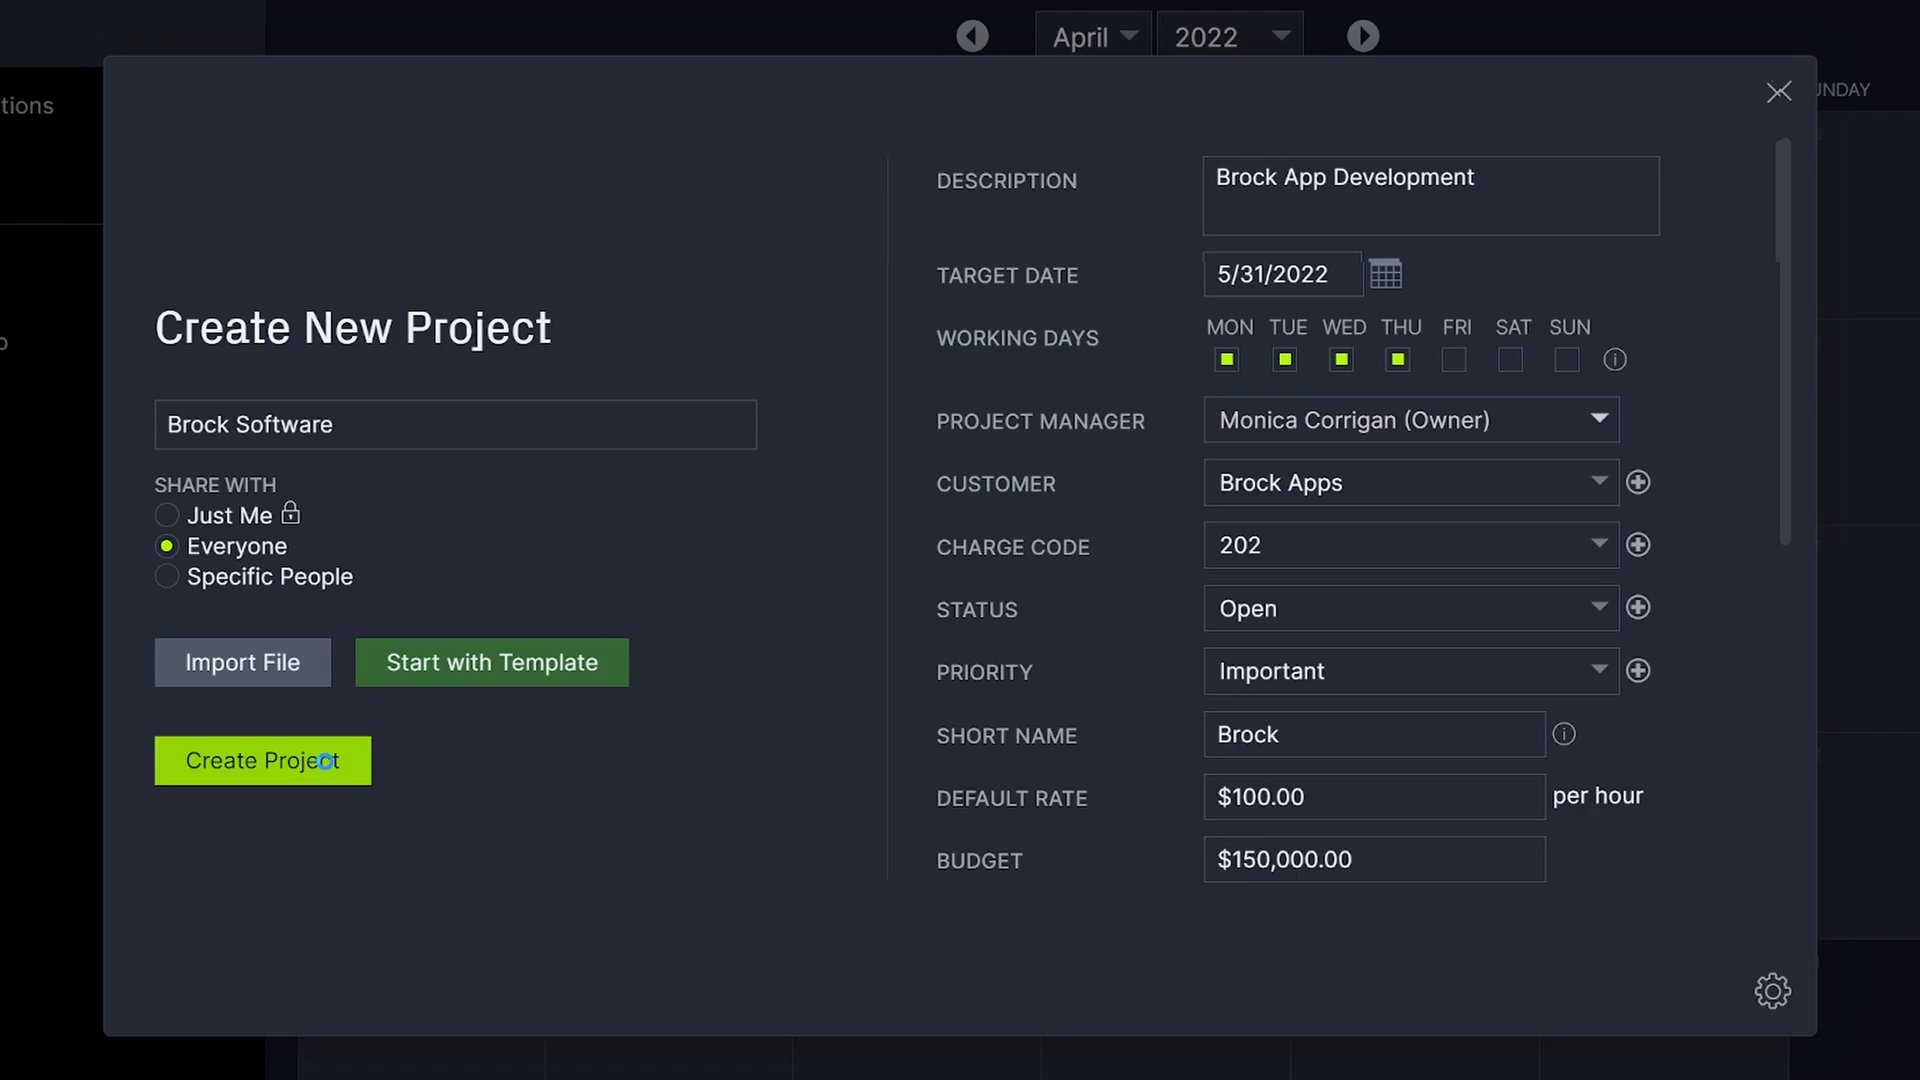 April
2022
tions
UNDAY
Create New Project
Brock Software
SHARE WITH
Just Me
Everyone
Specific People
Import File
Start with Template
Create Project
DESCRIPTION
Brock App Development
TARGET DATE
5/31/2022
WORKING DAYS
MON TUE WED THU FRI SAT SUN
PROJECT MANAGER
Monica Corrigan (Owner)
CUSTOMER
Brock Apps
CHARGE CODE
202
STATUS
Open
PRIORITY
Important
SHORT NAME
Brock
DEFAULT RATE
$100.00
per hour
BUDGET
$150,000.00